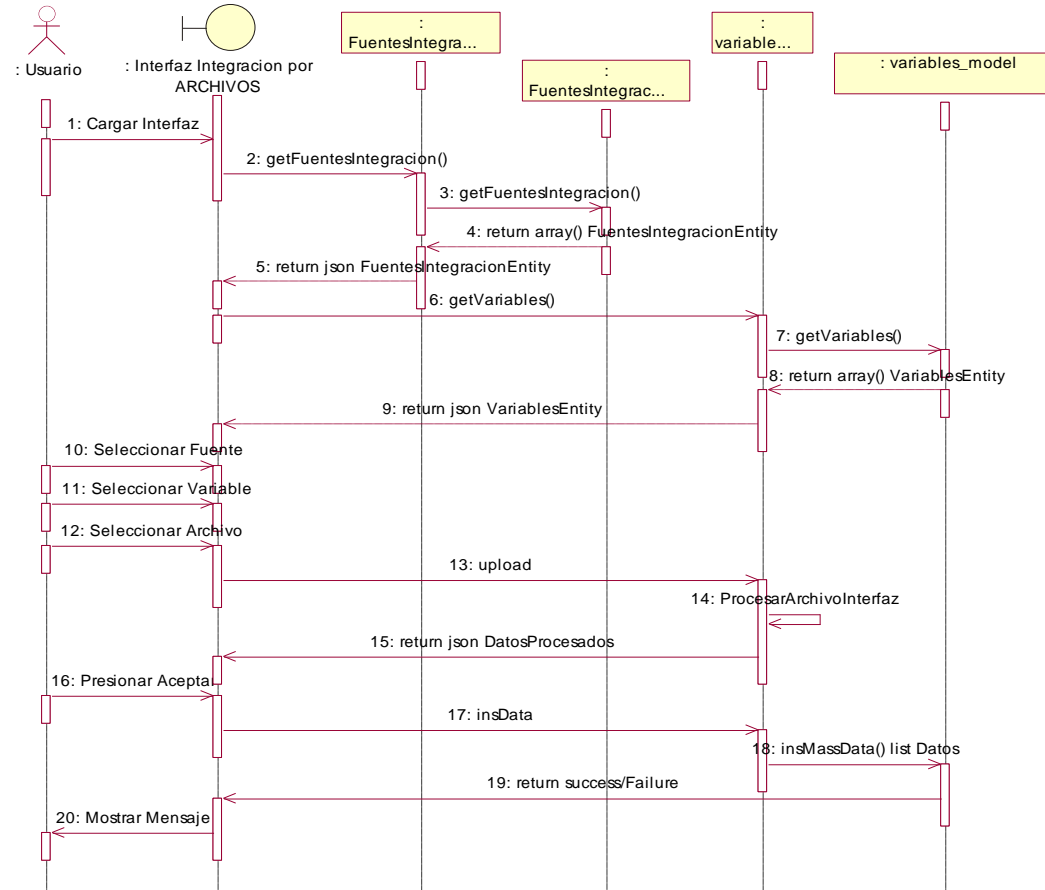 : Usuario
: Interfaz Integracion por
ARCHIVOS
:
FuentesIntegra...
:
FuentesIntegrac...
:
variable...
: variables_model
1: Cargar Interfaz
2: getFuentesIntegracion()
3: getFuentesIntegracion()
4: return array() FuentesIntegracionEntity
5: return json FuentesIntegracionEntity
6: getVariables()
7: getVariables()
8: return array() VariablesEntity
9: return json VariablesEntity
10: Seleccionar Fuente
11: Seleccionar Variable
12: Seleccionar Archivo
13: upload
14: ProcesarArchivoInterfaz
15: return json DatosProcesados
16: Presionar Aceptar
17: insData
18: insMassData() list Datos
19: return success/Failure
20: Mostrar Mensaje